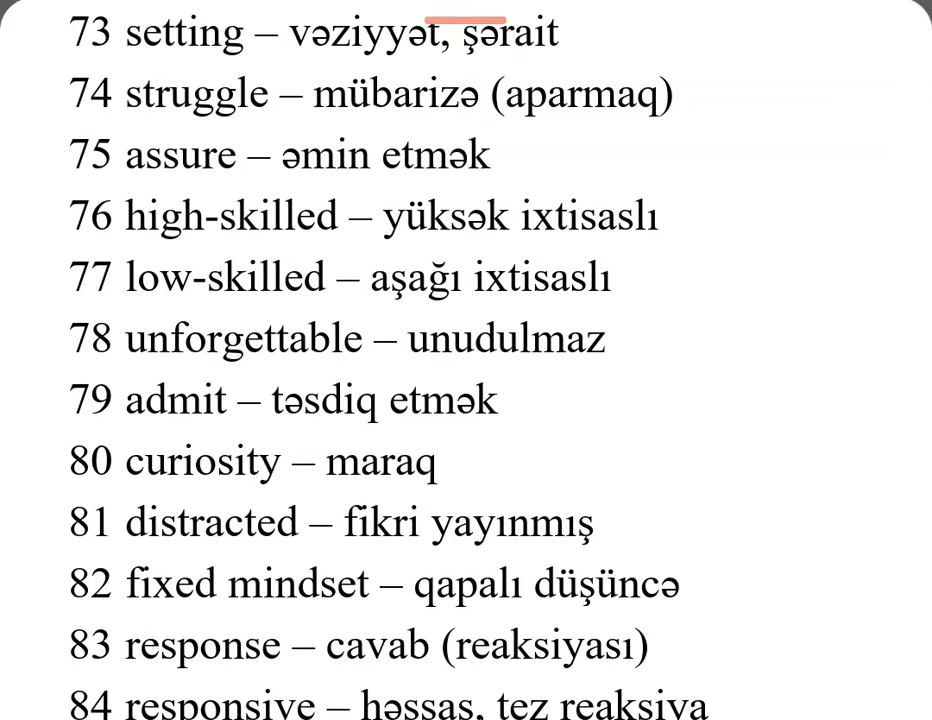 73 setting – vəziyyət, şərait
74 struggle – mübarizə (aparmaq)
75 assure – əmin etmək
76 high-skilled – yüksək ixtisaslı
77 low-skilled – aşağı ixtisaslı
78 unforgettable – unudulmaz
79 admit – təsdiq etmək
80 curiosity – maraq
81 distracted – fikri yayınmış
82 fixed mindset – qapalı düşüncə
83 response – cavab (reaksiyası)
84 responsive – həssas, tez reaksiya